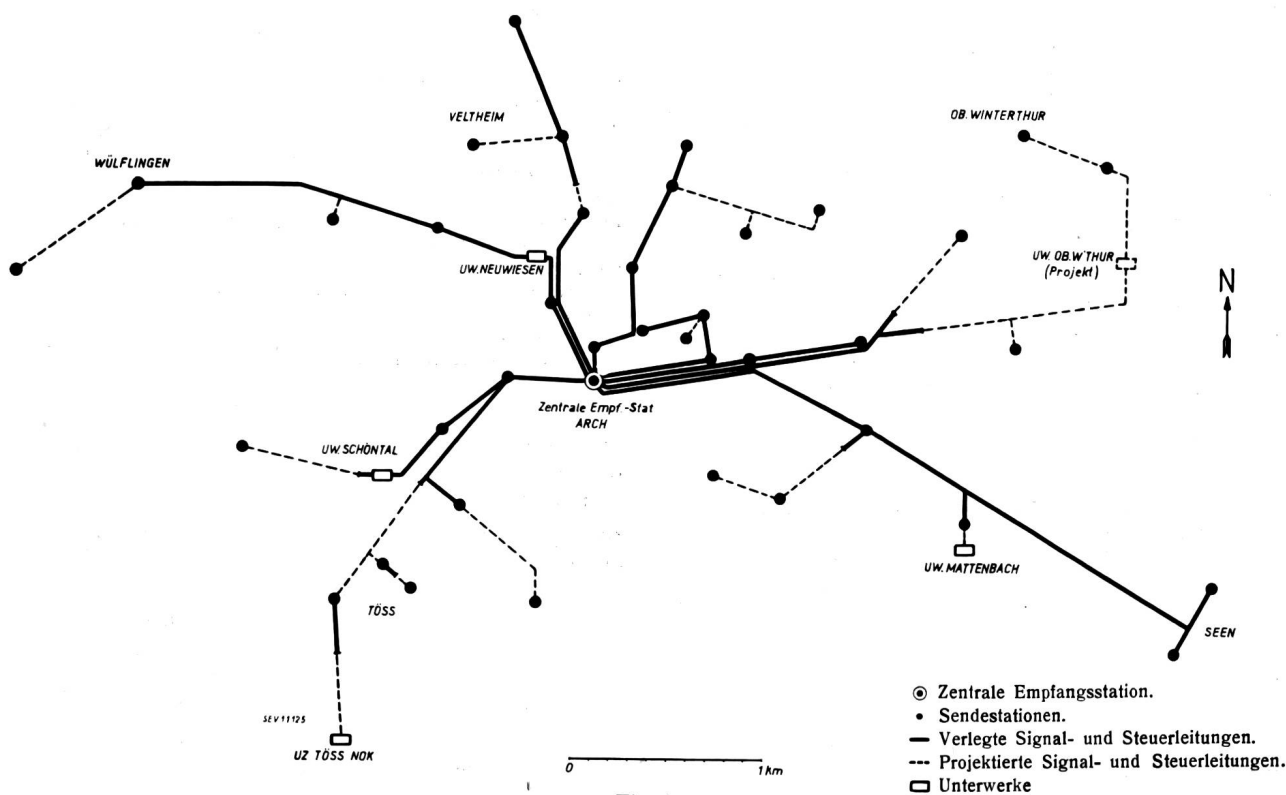 VELTHEIM
OB. WINTERTHUR
WÜLFLINGEN
UW. NEUWIESEN
UW. OB. W'THUR
(Projekt)
N
Zentrale Empf.-Stat
ARCH
UW. SCHÖNTAL
UW. MATTENBACH
TÖSS
SEEN
SEV 11125
UZ TÖSS NOK
0 1 km
Zentrale Empfangsstation.
Sendestationen.
Verlegte Signal- und Steuerleitungen.
Projektierte Signal- und Steuerleitungen.
Unterwerke